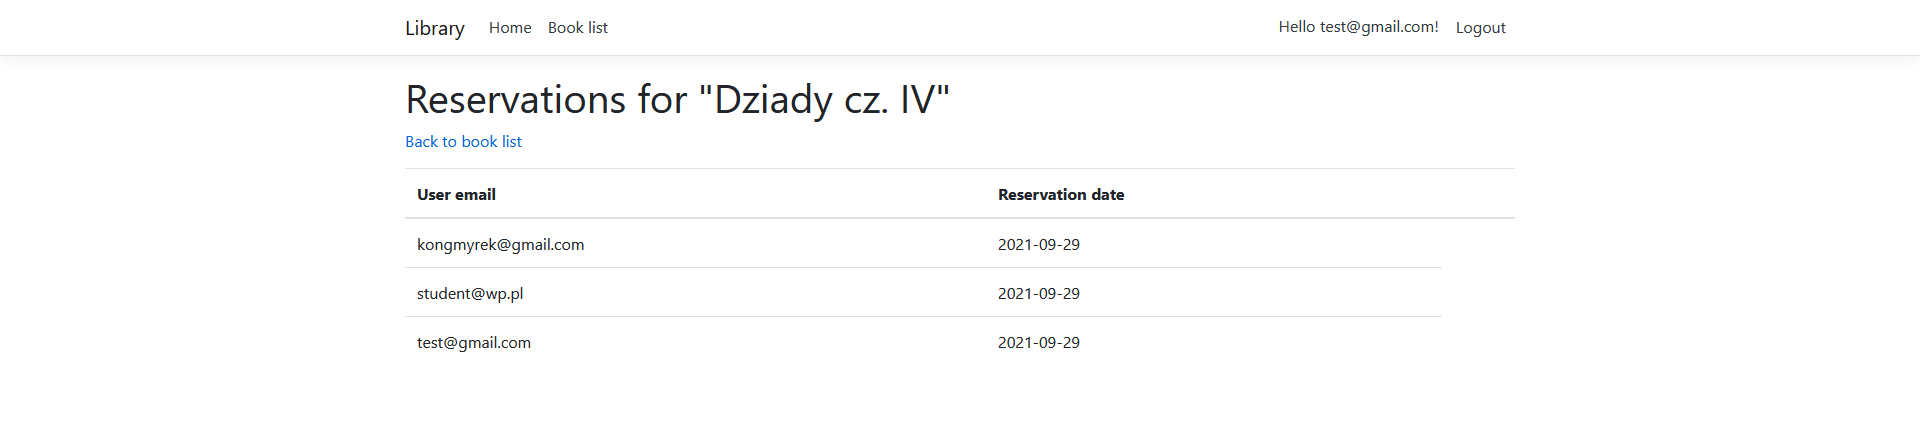 Library Home Book list Hello test@gmail.com! Logout
Reservations for "Dziady cz. IV"
Back to book list
User email Reservation date
kongmyrek@gmail.com 2021-09-29
student@wp.pl 2021-09-29
test@gmail.com 2021-09-29